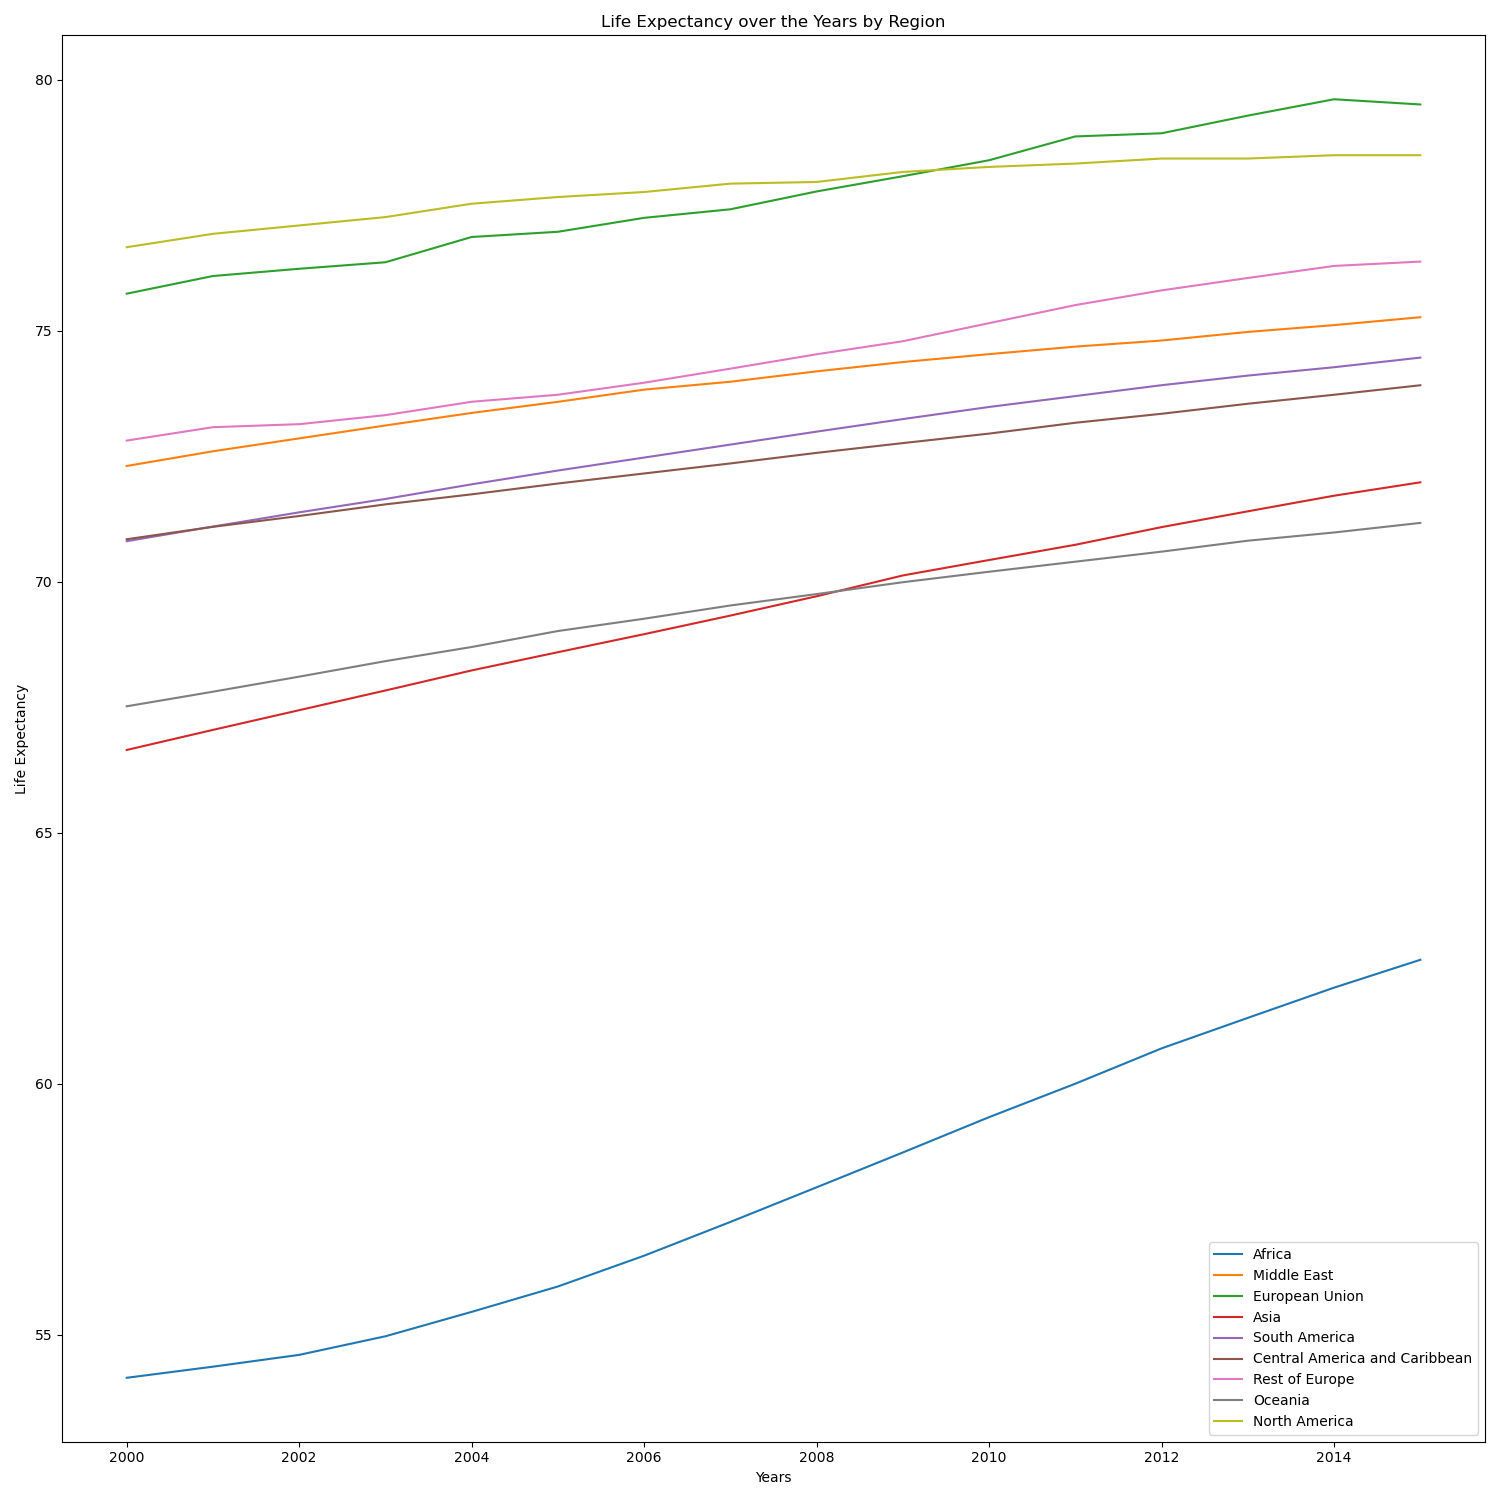 Life Expectancy over the Years by Region
Life Expectancy
80
75
70
65
60
55
2000 2002 2004 2006 2008 2010 2012 2014
Years
Africa
Middle East
European Union
Asia
South America
Central America and Caribbean
Rest of Europe
Oceania
North America